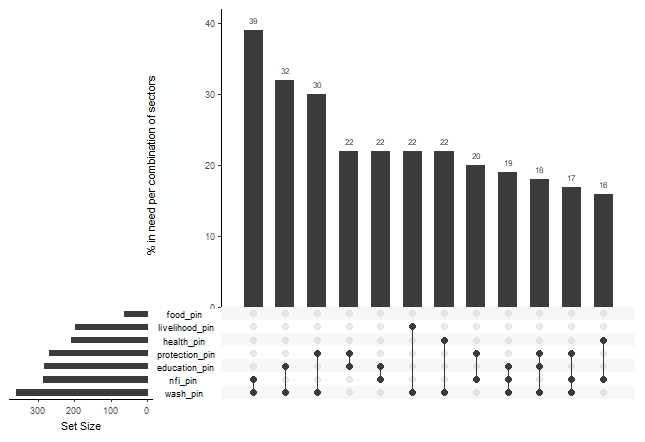 40
30
20
10
0
% in need per combination of sectors
39
32
30
22
22
22
22
20
19
18
17
16
food_pin
livelihood_pin
health_pin
protection_pin
education_pin
nfi_pin
wash_pin
300 200 100 0
Set Size